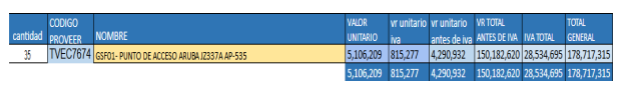 cantidad CODIGO PROVEER NOMBRE VALOR UNITARIO vr unitario iva vr unitario antes de iva VR TOTAL ANTES DE IVA IVA TOTAL TOTAL GENERAL
35 TVEC7674 GSF01- PUNTO DE ACCESO ARUBA JZ337A AP-535 5,106,209 815,277 4,290,932 150,182,620 28,534,695 178,717,315
5,106,209 815,277 4,290,932 150,182,620 28,534,695 178,717,315